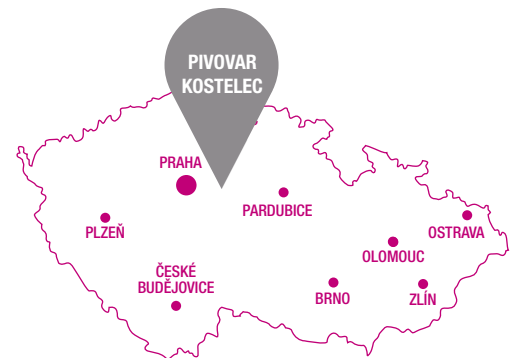 PIVOVAR
KOSTELEC
PRAHA
PARDUBICE
PLZEŇ
OSTRAVA
OLOMOUC
ČESKÉ
BUDĚJOVICE
BRNO
ZLÍN